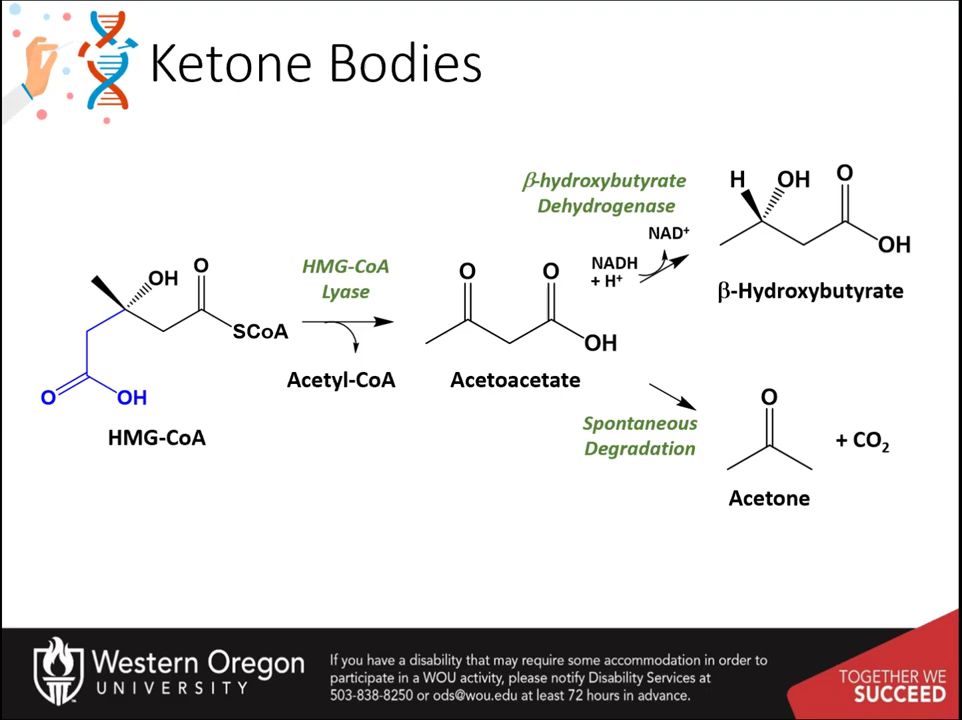 Ketone Bodies
β-hydroxybutyrate
Dehydrogenase
NAD⁺
NADH
+ H⁺
H
OH
O
OH
β-Hydroxybutyrate
OH
O
SCoA
O
OH
HMG-CoA
HMG-CoA
Lyase
Acetyl-CoA
O
O
OH
Acetoacetate
Spontaneous
Degradation
O
Acetone
+ CO₂
Western Oregon
UNIVERSITY
If you have a disability that may require some accommodation in order to
participate in a WOU activity, please notify Disability Services at
503-838-8250 or ods@wou.edu at least 72 hours in advance.
TOGETHER WE
SUCCEED